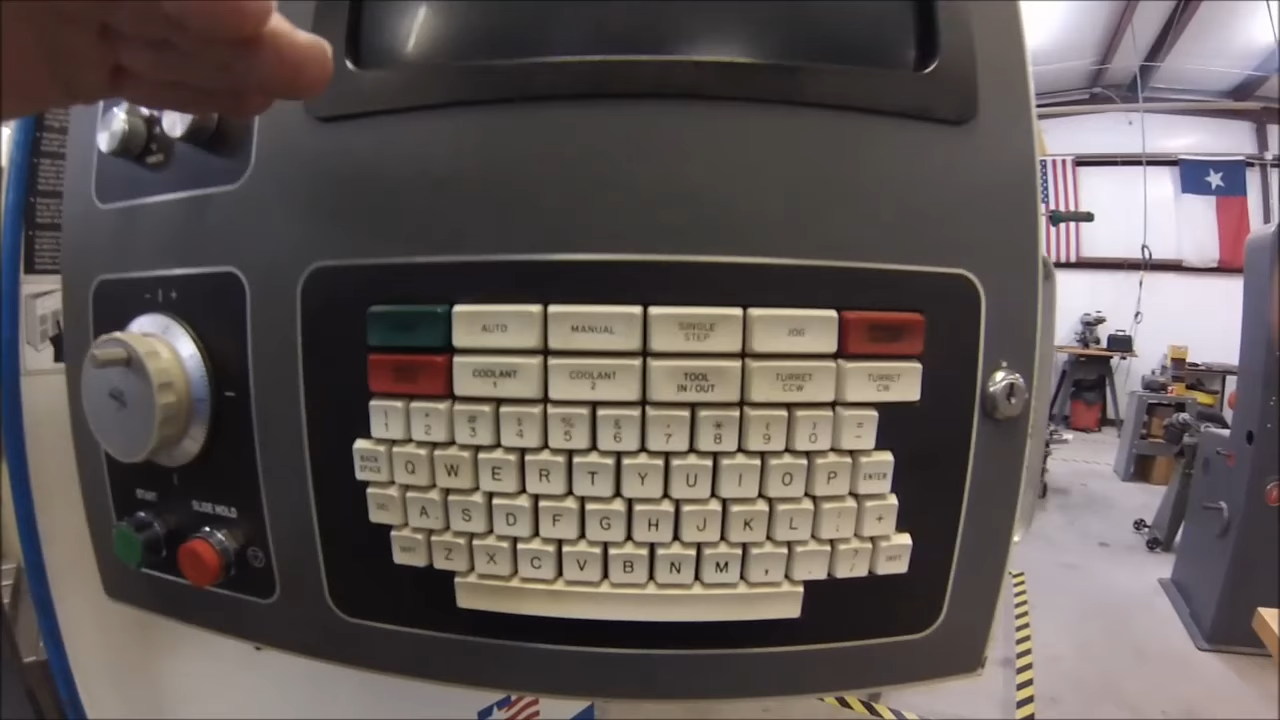 AUTO MANUAL SINGLE STEP JOG
COOLANT 1 COOLANT 2 TOOL IN/OUT TURRET CCW TURRET CW
! 1 " 2 # 3 $ 4 % 5 & 6 ' 7 * 8 ( 9 ) 0 = -
BACK SPACE Q W E R T Y U I O P ENTER
DEL A S D F G H J K L : ; +
SHIFT Z X C V B N M , . ? / SHIFT
- | +
START
SLIDE HOLD